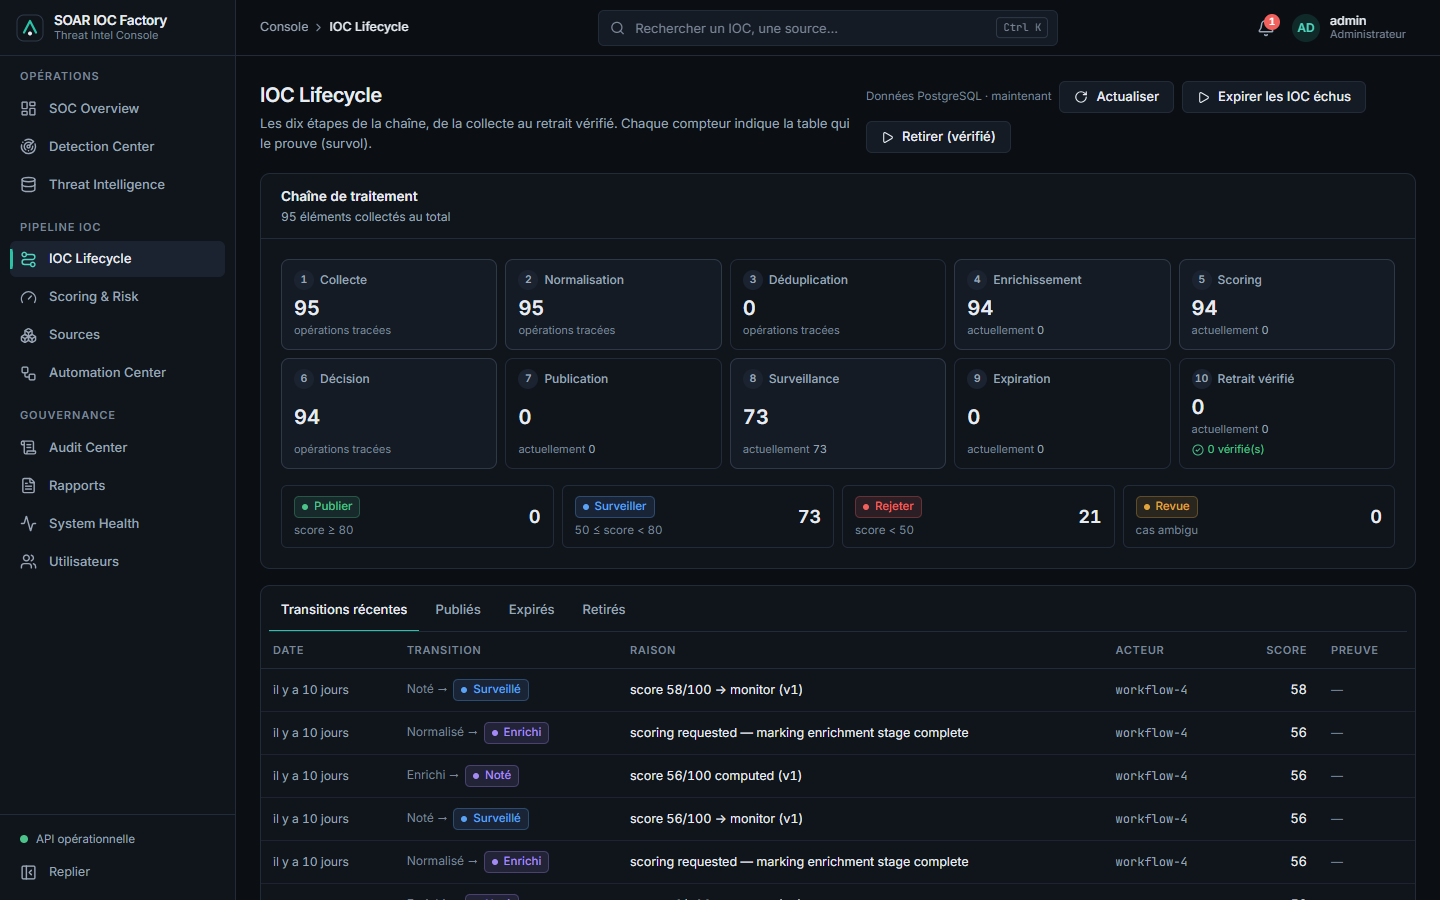 SOAR IOC Factory
Threat Intel Console
Console > IOC Lifecycle
Rechercher un IOC, une source...
Ctrl K
1
AD
admin
Administrateur
OPÉRATIONS
SOC Overview
Detection Center
Threat Intelligence
PIPELINE IOC
IOC Lifecycle
Scoring & Risk
Sources
Automation Center
GOUVERNANCE
Audit Center
Rapports
System Health
Utilisateurs
API opérationnelle
Replier
IOC Lifecycle
Les dix étapes de la chaîne, de la collecte au retrait vérifié. Chaque compteur indique la table qui
le prouve (survol).
Données PostgreSQL · maintenant
Actualiser
Expirer les IOC échus
Retirer (vérifié)
Chaîne de traitement
95 éléments collectés au total
1 Collecte
95
opérations tracées
2 Normalisation
95
opérations tracées
3 Déduplication
0
opérations tracées
4 Enrichissement
94
actuellement 0
5 Scoring
94
actuellement 0
6 Décision
94
opérations tracées
7 Publication
0
actuellement 0
8 Surveillance
73
actuellement 73
9 Expiration
0
actuellement 0
10 Retrait vérifié
0
actuellement 0
0 vérifié(s)
Publier
score ≥ 80
0
Surveiller
50 ≤ score < 80
73
Rejeter
score < 50
21
Revue
cas ambigu
0
Transitions récentes Publiés Expirés Retirés
DATE TRANSITION RAISON ACTEUR SCORE PREUVE
il y a 10 jours Noté → Surveillé score 58/100 → monitor (v1) workflow-4 58 —
il y a 10 jours Normalisé → Enrichi scoring requested — marking enrichment stage complete workflow-4 56 —
il y a 10 jours Enrichi → Noté score 56/100 computed (v1) workflow-4 56 —
il y a 10 jours Noté → Surveillé score 56/100 → monitor (v1) workflow-4 56 —
il y a 10 jours Normalisé → Enrichi scoring requested — marking enrichment stage complete workflow-4 56 —